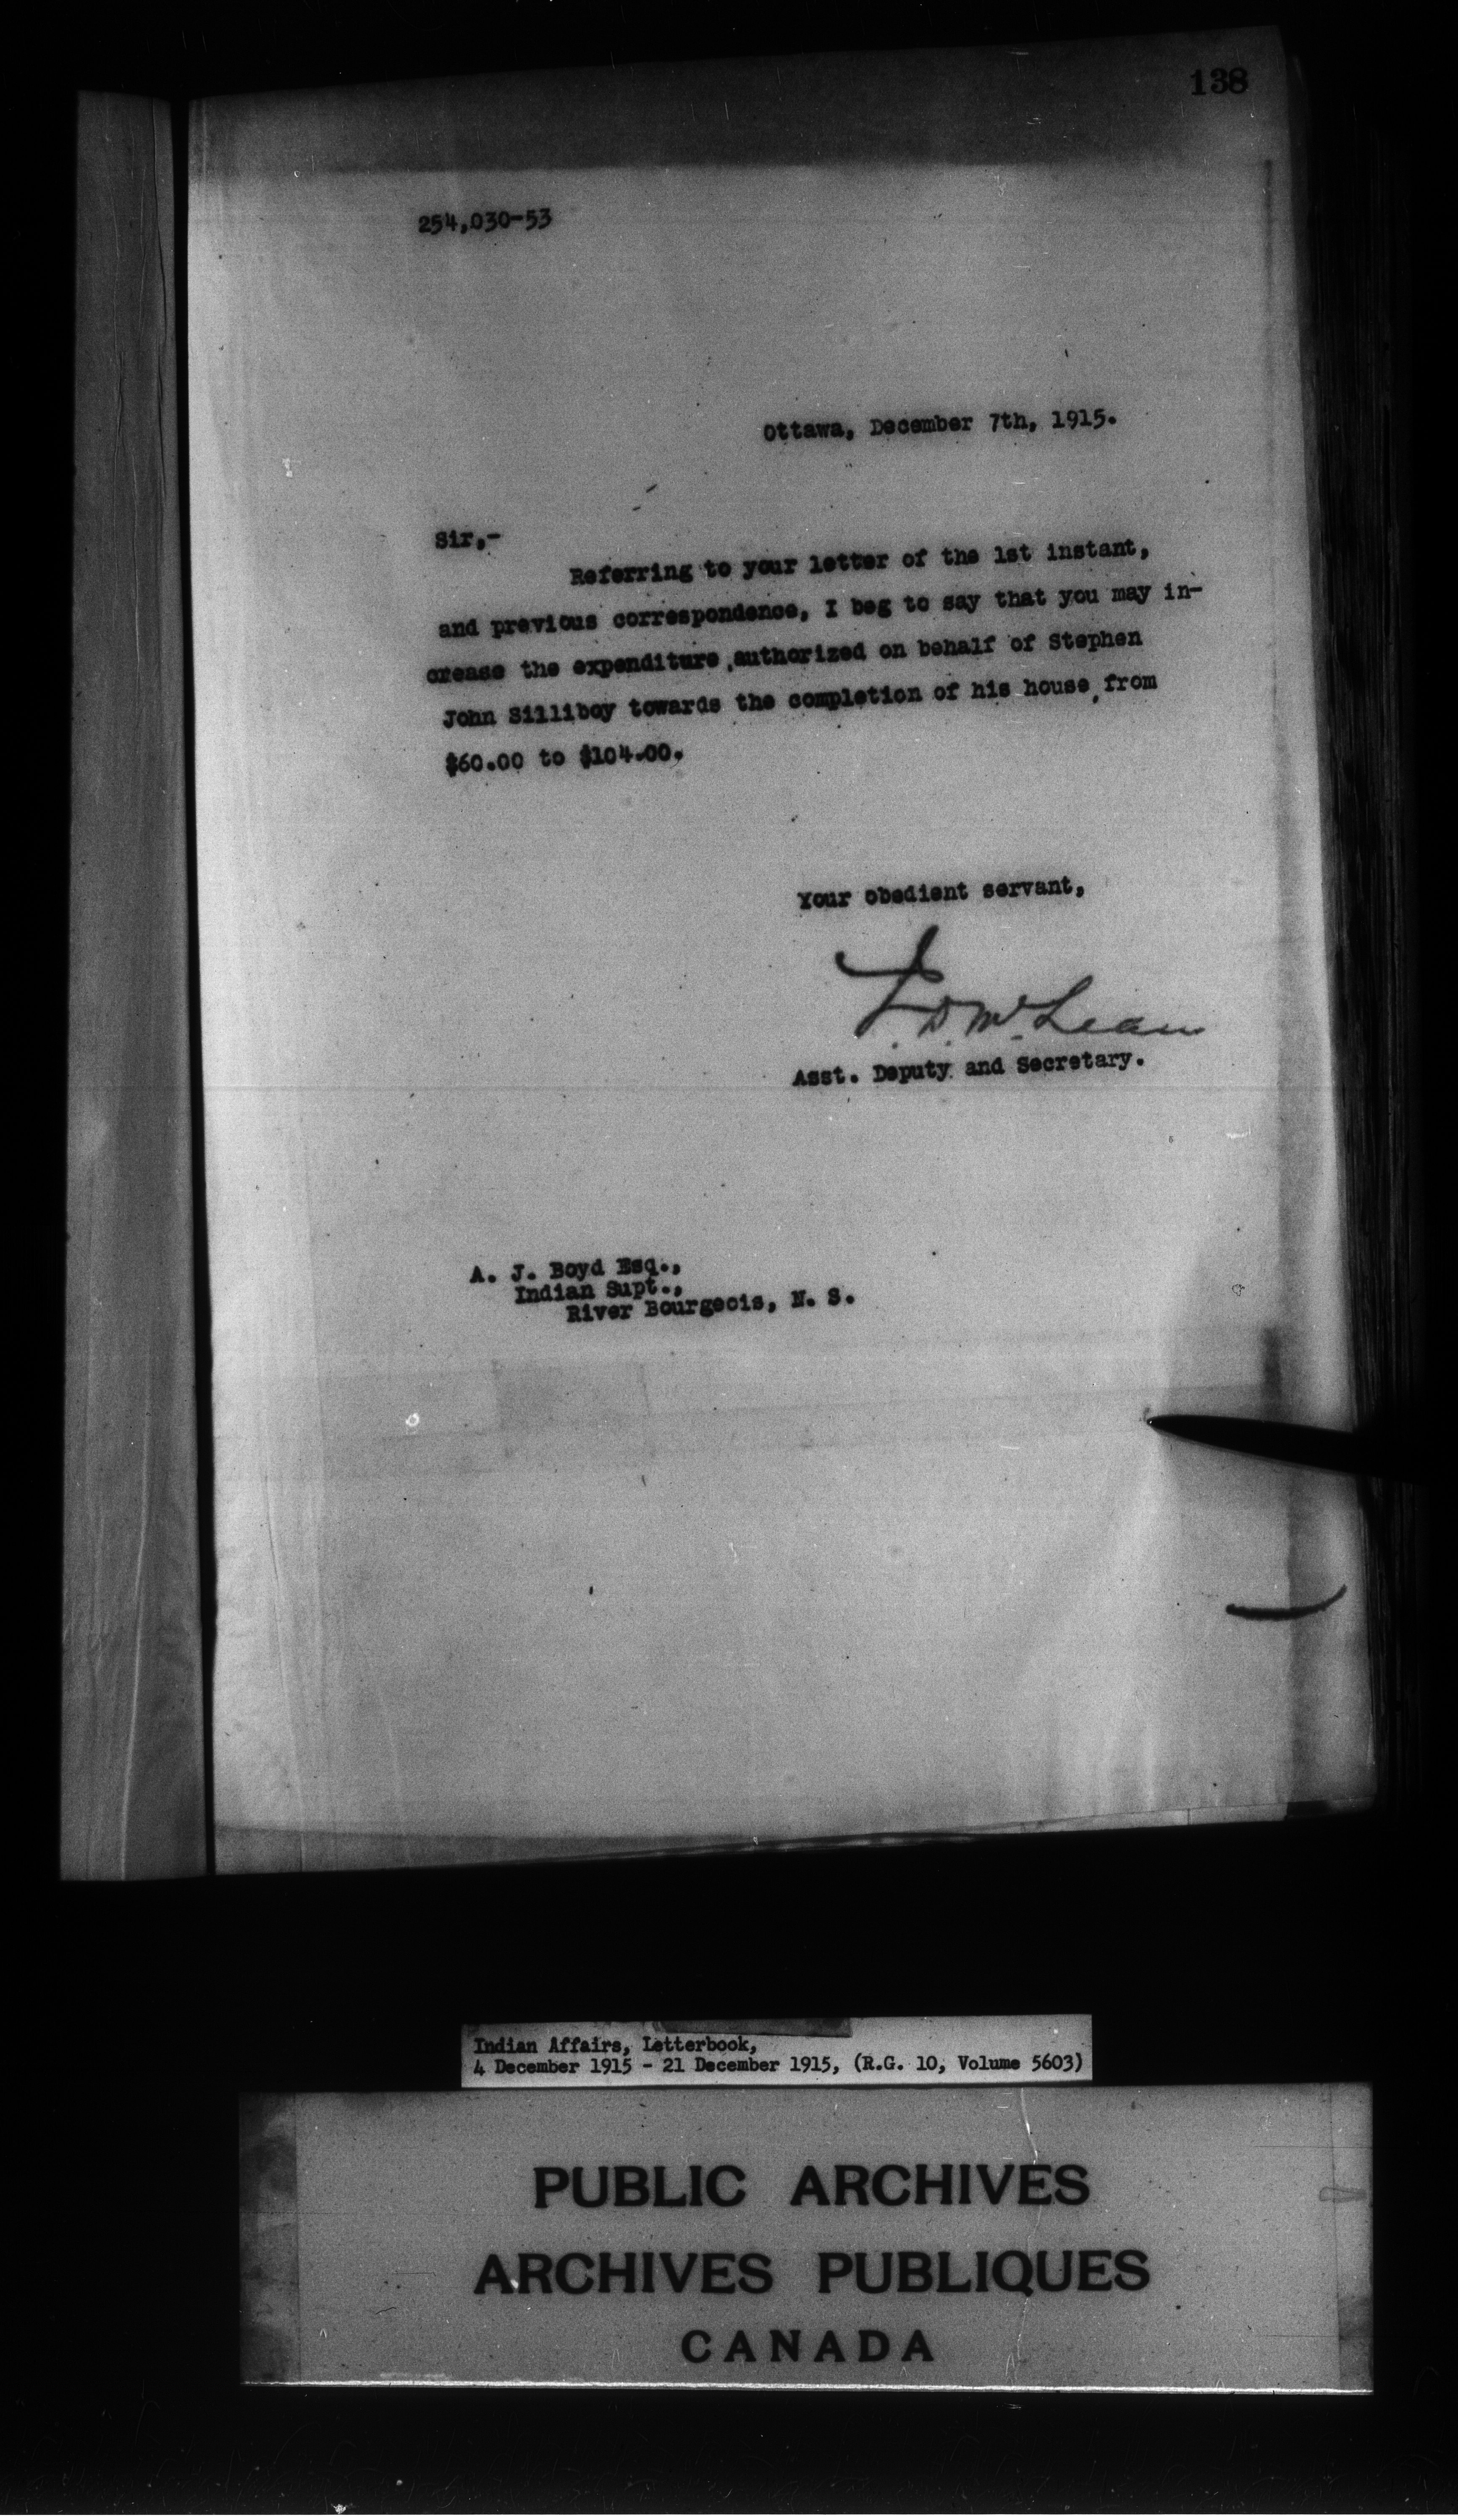 138
254,030-53
Ottawa, December 7th, 1915.
Sir,-
Referring to your letter of the 1st instant,
and previous correspondence, I beg to say that you may in-
crease the expenditure,authorized on behalf of Stephen
John Silliboy towards the completion of his house,from
$60.00 to $104.00.
Your obedient servant,
J. D. McLean
Asst. Deputy and Secretary.
A. J. Boyd Esq.,
Indian Supt.,
River Bourgeois, N. S.
Indian Affairs, Letterbook,
4 December 1915 - 21 December 1915, (R.G. 10, Volume 5603)
PUBLIC ARCHIVES
ARCHIVES PUBLIQUES
CANADA